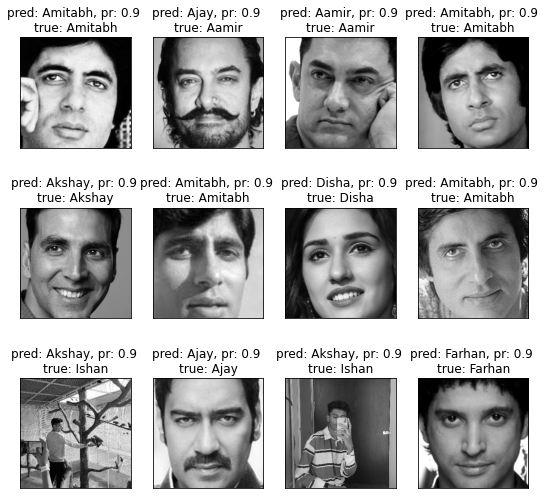 pred: Amitabh, pr: 0.9
true: Amitabh
pred: Ajay, pr: 0.9
true: Aamir
pred: Aamir, pr: 0.9
true: Aamir
pred: Amitabh, pr: 0.9
true: Amitabh
pred: Akshay, pr: 0.9
true: Akshay
pred: Amitabh, pr: 0.9
true: Amitabh
pred: Disha, pr: 0.9
true: Disha
pred: Amitabh, pr: 0.9
true: Amitabh
pred: Akshay, pr: 0.9
true: Ishan
pred: Ajay, pr: 0.9
true: Ajay
pred: Akshay, pr: 0.9
true: Ishan
pred: Farhan, pr: 0.9
true: Farhan